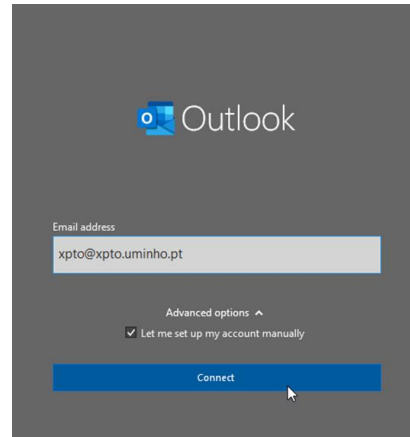 Outlook
Email address
xpto@xpto.uminho.pt
Advanced options
Let me set up my account manually
Connect